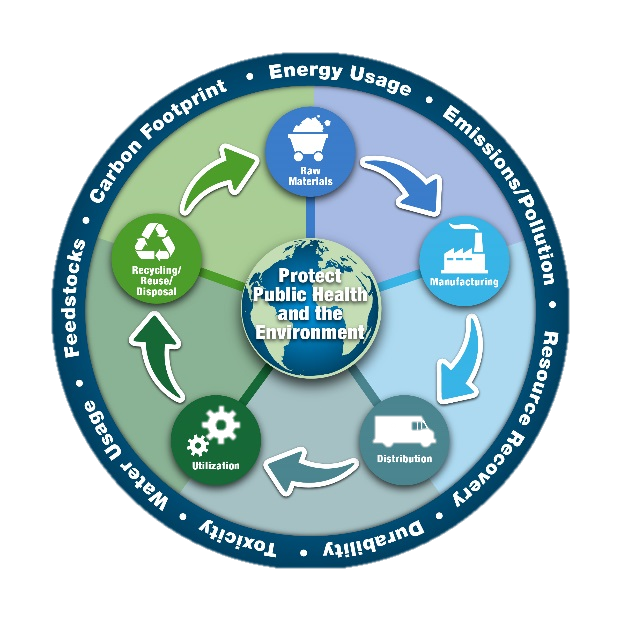 Energy Usage
Emissions/Pollution
Resource Recovery
Durability
Toxicity
Water Usage
Feedstocks
Carbon Footprint
Raw
Materials
Manufacturing
Distribution
Utilization
Recycling/
Reuse/
Disposal
Protect
Public Health
and the
Environment